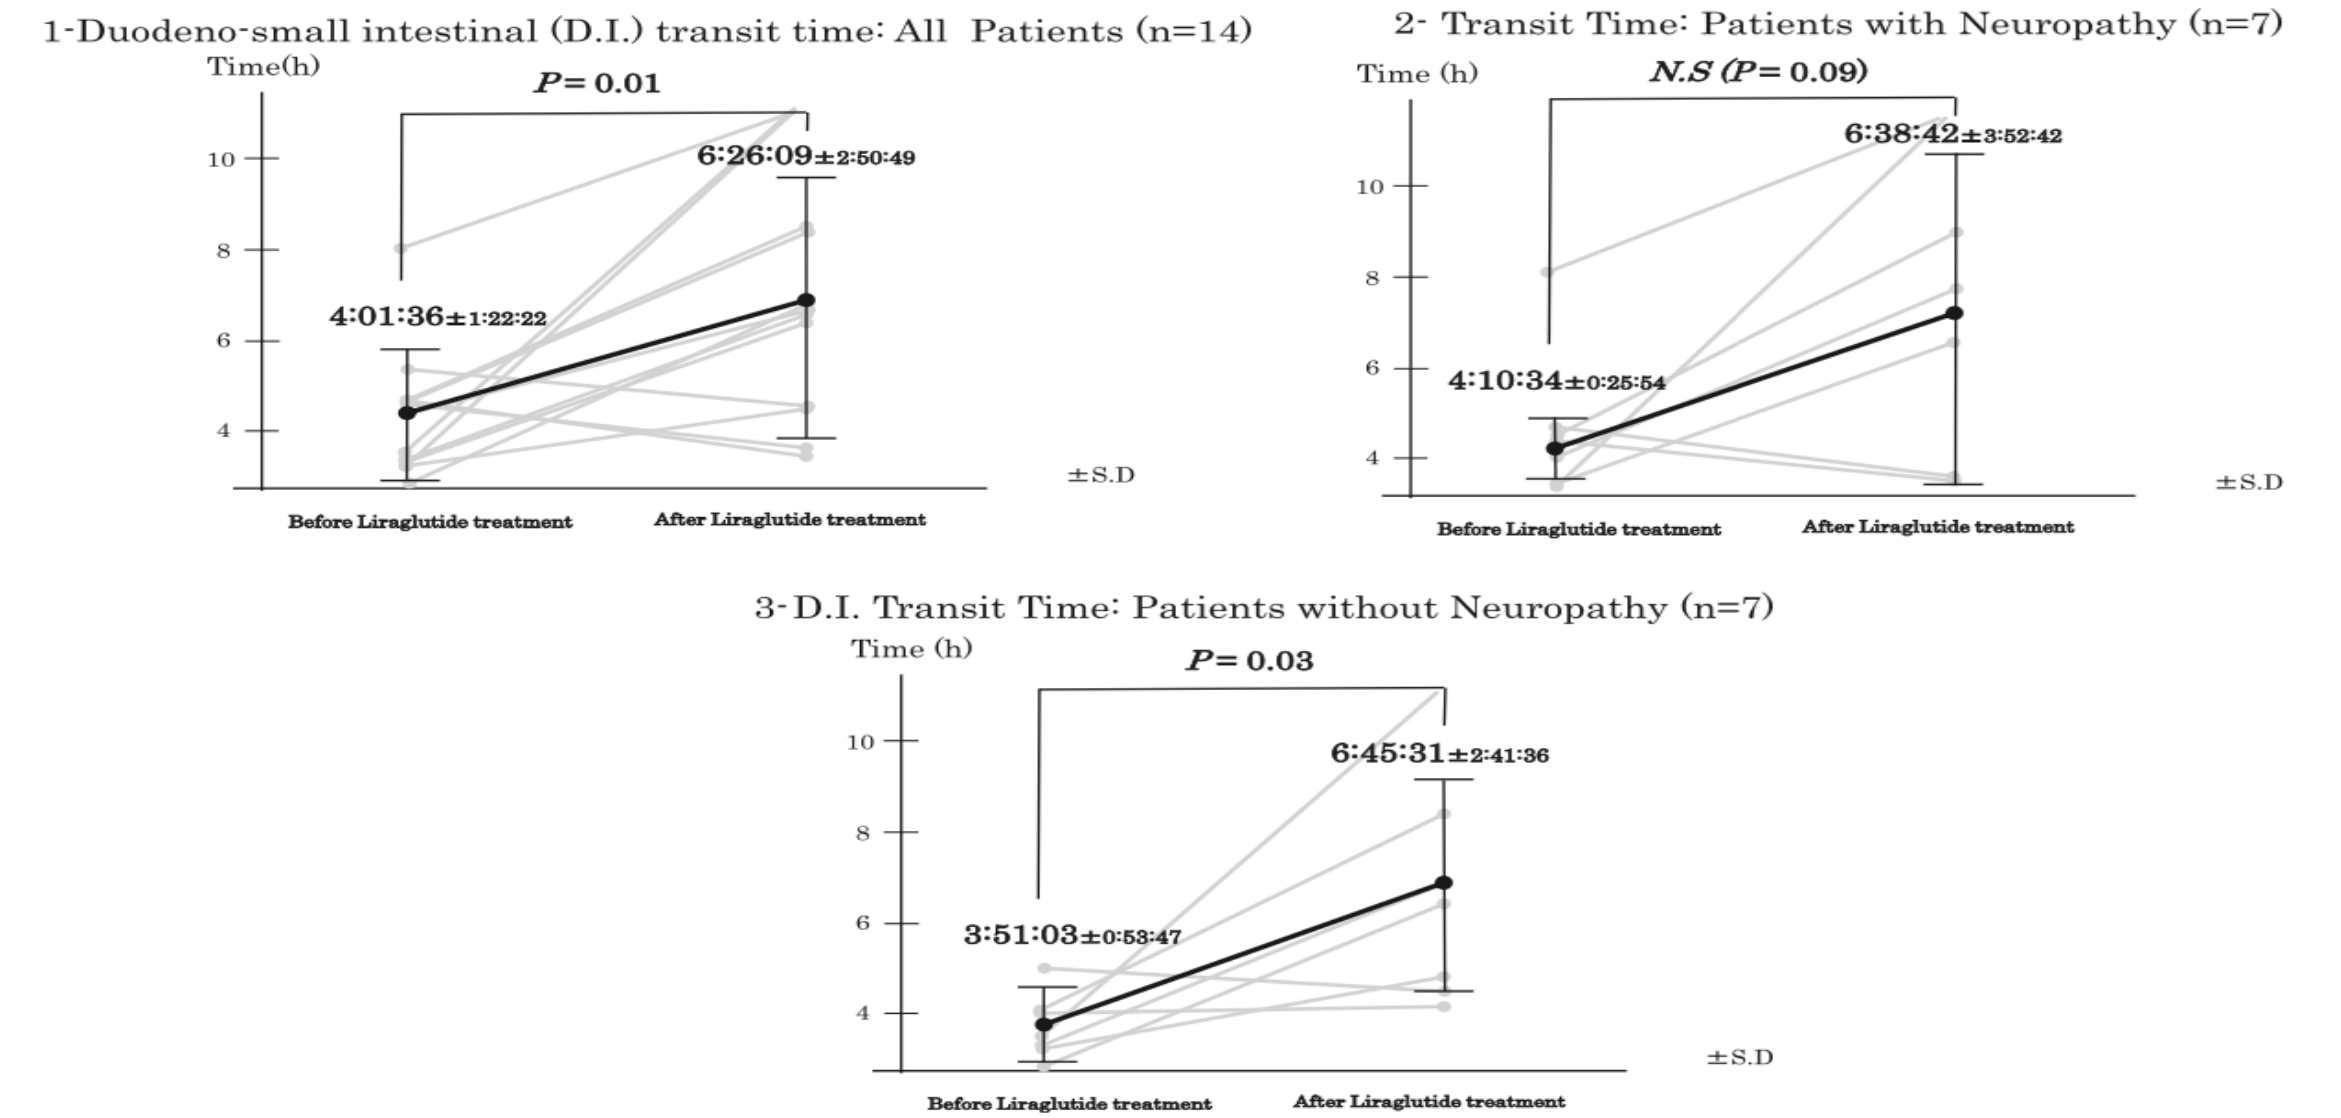 1-Duodeno-small intestinal (D.I.) transit time: All Patients (n=14)
Time(h)
P= 0.01
10
8
6
4
6:26:09±2:50:49
4:01:36±1:22:22
±S.D
Before Liraglutide treatment
After Liraglutide treatment
2- Transit Time: Patients with Neuropathy (n=7)
Time (h)
N.S (P= 0.09)
10
8
6
4
6:38:42±3:52:42
4:10:34±0:25:54
±S.D
Before Liraglutide treatment
After Liraglutide treatment
3- D.I. Transit Time: Patients without Neuropathy (n=7)
Time (h)
P= 0.03
10
8
6
4
6:45:31±2:41:36
3:51:03±0:53:47
±S.D
Before Liraglutide treatment
After Liraglutide treatment